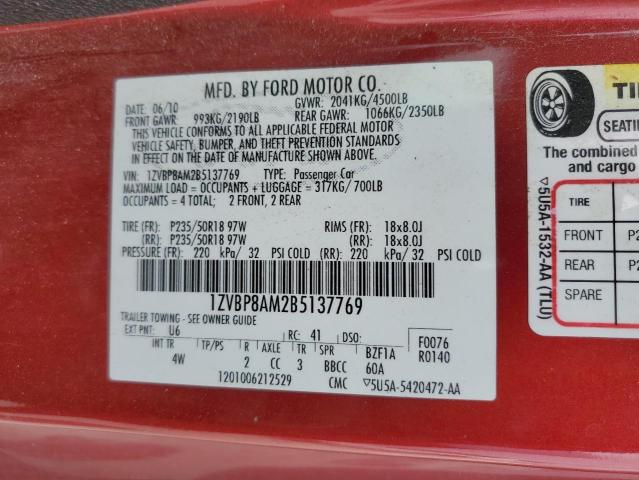 MFD. BY FORD MOTOR CO.
DATE: 06/10 GVWR: 2041KG/4500LB
FRONT GAWR: 993KG/2190LB REAR GAWR: 1066KG/2350LB
THIS VEHICLE CONFORMS TO ALL APPLICABLE FEDERAL MOTOR
VEHICLE SAFETY, BUMPER, AND THEFT PREVENTION STANDARDS
IN EFFECT ON THE DATE OF MANUFACTURE SHOWN ABOVE.
VIN: 1ZVBP8AM2B5137769 TYPE: Passenger Car
MAXIMUM LOAD = OCCUPANTS + LUGGAGE = 317KG/700LB
OCCUPANTS = 4 TOTAL; 2 FRONT, 2 REAR
TIRE (FR): P235/50R18 97W RIMS (FR): 18x8.0J
(RR): P235/50R18 97W (RR): 18x8.0J
PRESSURE (FR): 220 kPa/ 32 PSI COLD (RR): 220 kPa/ 32 PSI COLD
1ZVBP8AM2B5137769
TRAILER TOWING - SEE OWNER GUIDE
EXT PNT: U6 RC: 41 DSO: F0076
INT TR TP/PS R AXLE TR SPR BZF1A R0140
4W 2 CC 3 BBCC 60A
1201006212529 CMC ▽5U5A-5420472-AA
TI
SEATI
The combined
and cargo
TIRE
FRONT P2
REAR P2
SPARE
▽5U5A-1532-AA (TLU)